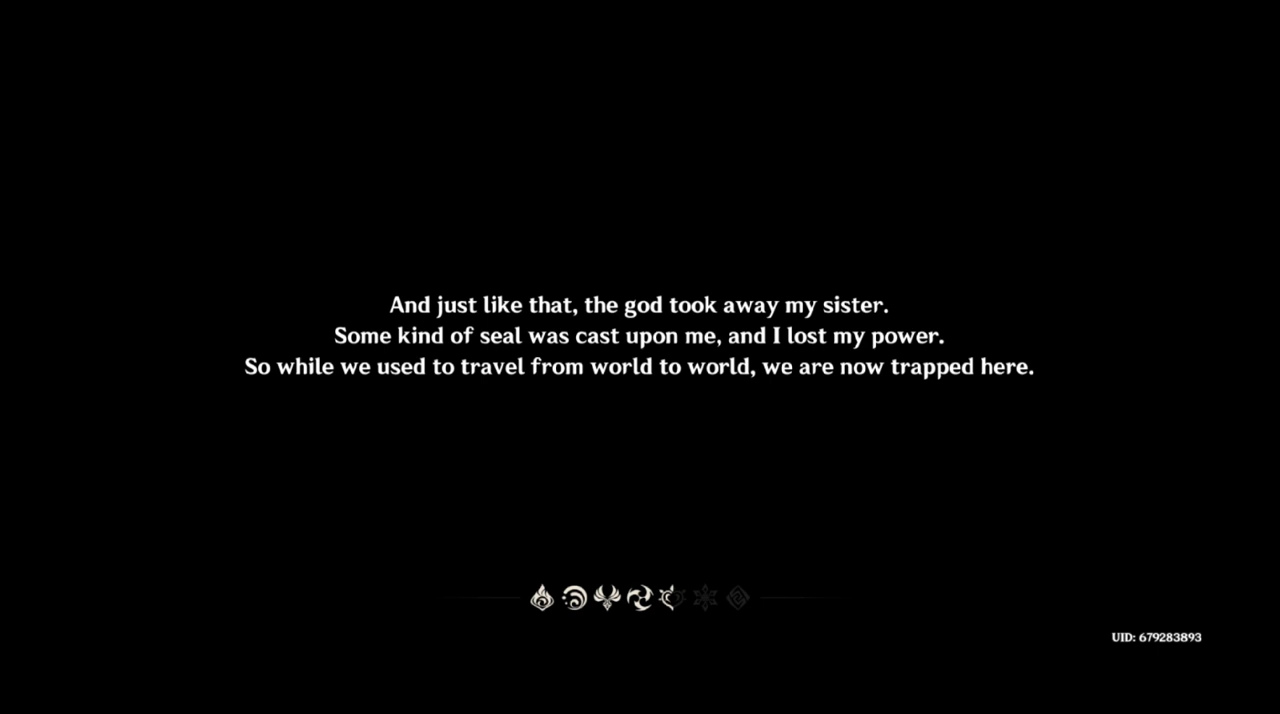 And just like that, the god took away my sister.
Some kind of seal was cast upon me, and I lost my power.
So while we used to travel from world to world, we are now trapped here.
UID: 679283893